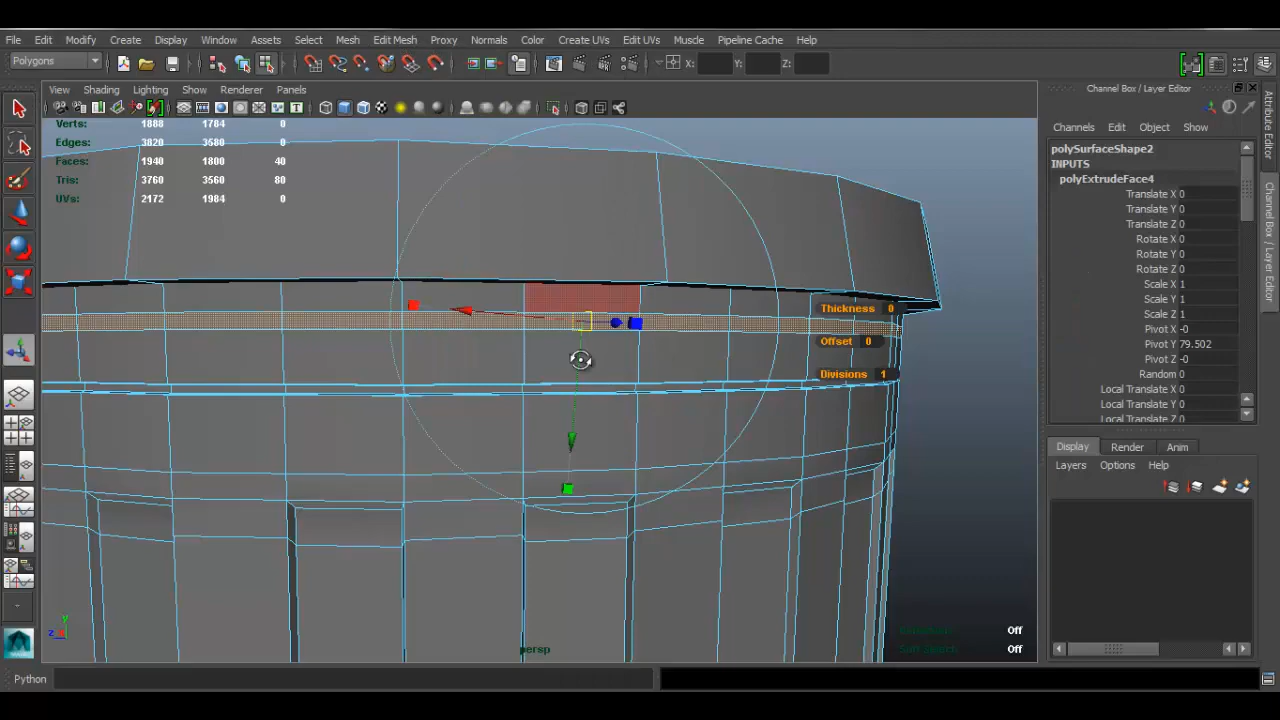 File Edit Modify Create Display Window Assets Select Mesh Edit Mesh Proxy Normals Color Create UVs Edit UVs Muscle Pipeline Cache Help
Polygons
X: Y: Z:
Channel Box / Layer Editor
View Shading Lighting Show Renderer Panels
Channels Edit Object Show
Verts: 1888 1784 0
Edges: 3820 3580 0
Faces: 1940 1800 40
Tris: 3760 3560 80
UVs: 2172 1984 0
polySurfaceShape2
INPUTS
polyExtrudeFace4
Translate X 0
Translate Y 0
Translate Z 0
Rotate X 0
Rotate Y 0
Rotate Z 0
Scale X 1
Scale Y 1
Scale Z 1
Pivot X -0
Pivot Y 79.502
Pivot Z -0
Random 0
Local Translate X 0
Local Translate Y 0
Local Translate Z 0
Thickness 0
Offset 0
Divisions 1
Attribute Editor
Channel Box / Layer Editor
Display Render Anim
Layers Options Help
y
z x
persp
Off
Off
Python